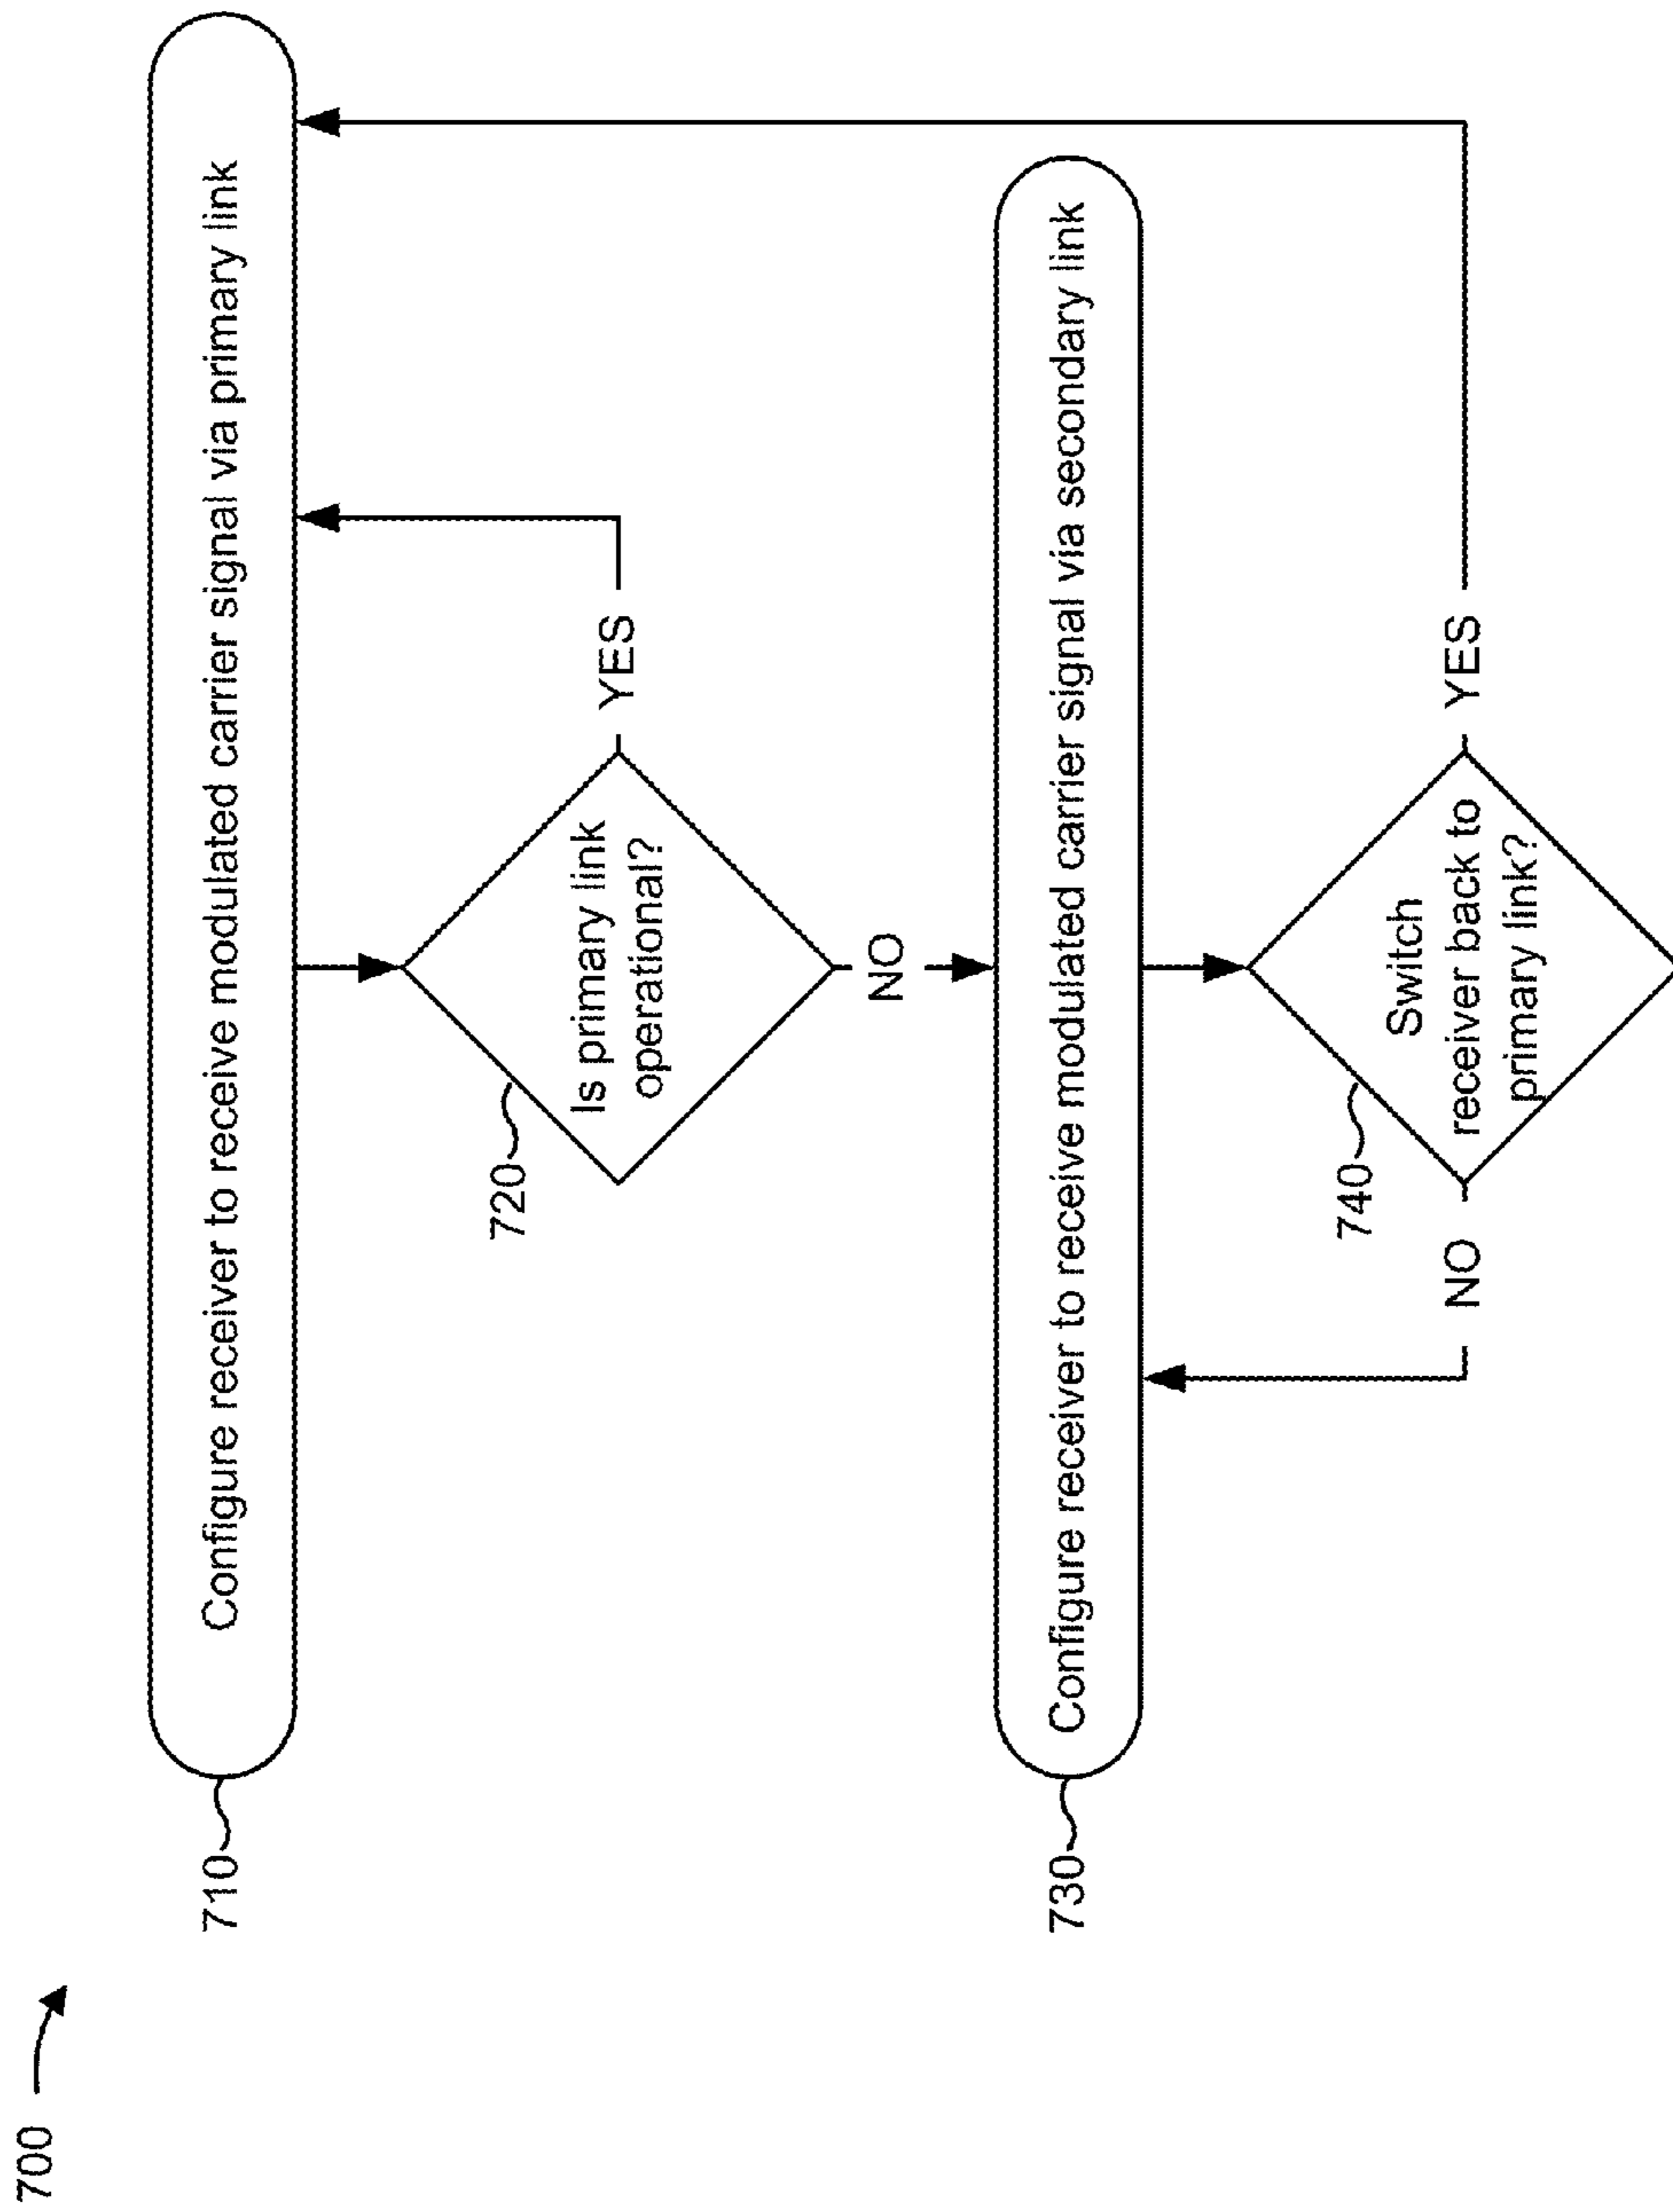 700
710
Configure receiver to receive modulated carrier signal via primary link
720
Is primary link
operational?
YES
NO
730
Configure receiver to receive modulated carrier signal via secondary link
740
Switch
receiver back to
primary link?
NO
YES